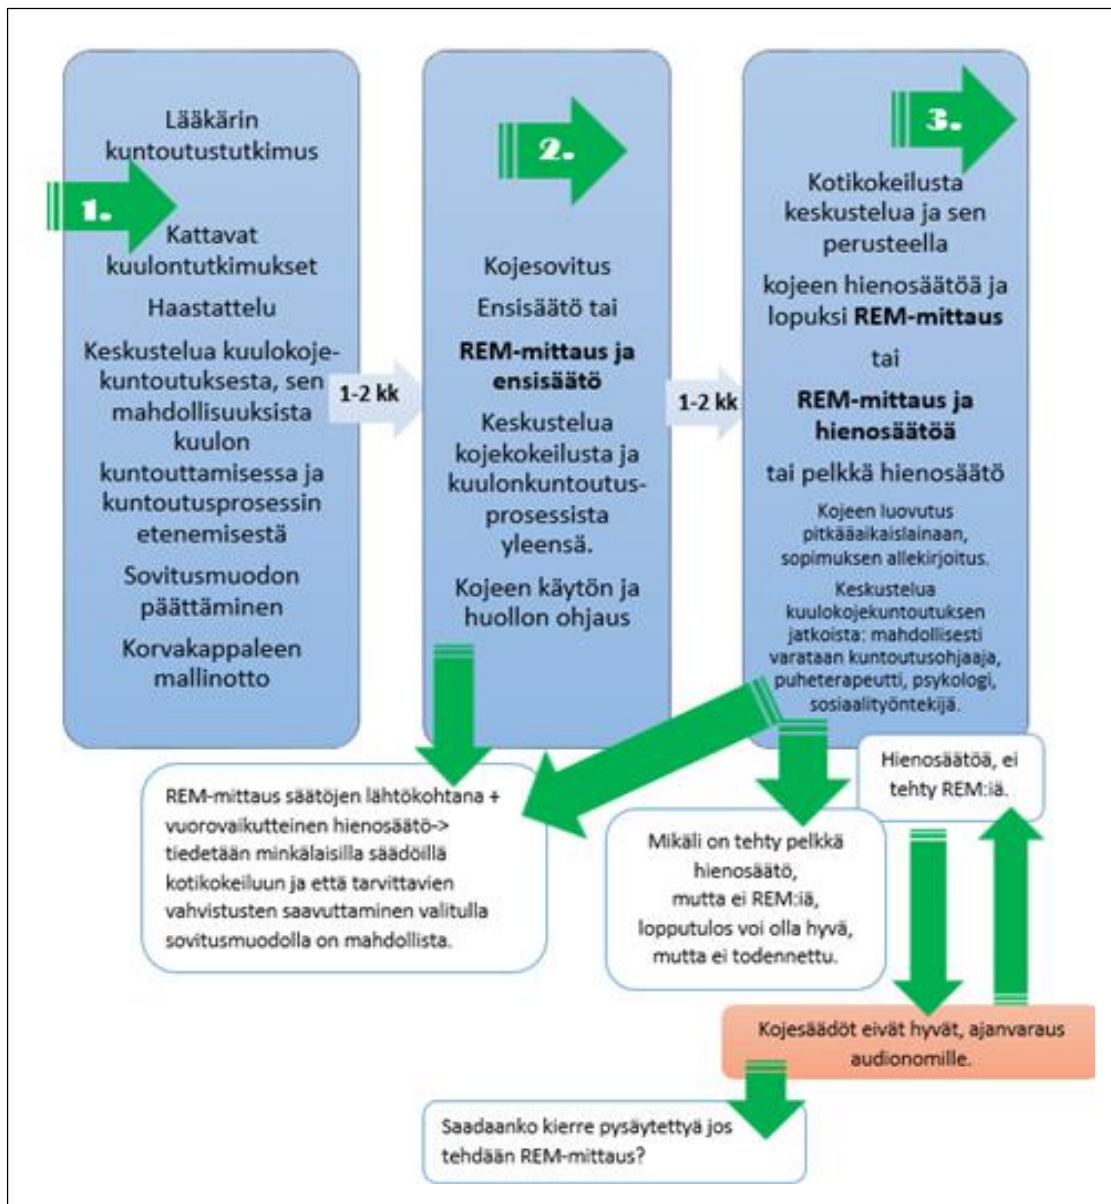 1.
Lääkärin
kuntoutustutkimus
Kattavat
kuulontutkimukset
Haastattelu
Keskustelua kuulokoje-
kuntoutuksesta, sen
mahdollisuuksista
kuulon
kuntouttamisessa ja
kuntoutusprosessin
etenemisestä
Sovitusmuodon
päättäminen
Korvakappaleen
mallinotto
1-2 kk
2.
Kojesovitus
Ensisäätö tai
REM-mittaus ja
ensisäätö
Keskustelua
kojekokeilusta ja
kuulonkuntoutus-
prosessista
yleensä.
Kojeen käytön ja
huollon ohjaus
1-2 kk
3.
Kotikokeilusta
keskustelua ja sen
perusteella
kojeen hienosäätöä ja
lopuksi REM-mittaus
tai
REM-mittaus ja
hienosäätöä
tai pelkkä hienosäätö
Kojeen luovutus
pitkääaikaislainaan,
sopimuksen allekirjoitus.
Keskustelua
kuulokojekuntoutuksen
jatkoista: mahdollisesti
varataan kuntoutusohjaaja,
puheterapeutti, psykologi,
sosiaalityöntekijä.
REM-mittaus säätöjen lähtökohtana +
vuorovaikutteinen hienosäätö->
tiedetään minkälaisilla säädöillä
kotikokeiluun ja että tarvittavien
vahvistusten saavuttaminen valitulla
sovitusmuodolla on mahdollista.
Mikäli on tehty pelkkä
hienosäätö,
mutta ei REM:iä,
lopputulos voi olla hyvä,
mutta ei todennettu.
Hienosäätöä, ei
tehty REM:iä.
Kojesäädöt eivät hyvät, ajanvaraus
audionomille.
Saadaanko kierre pysäytettyä jos
tehdään REM-mittaus?